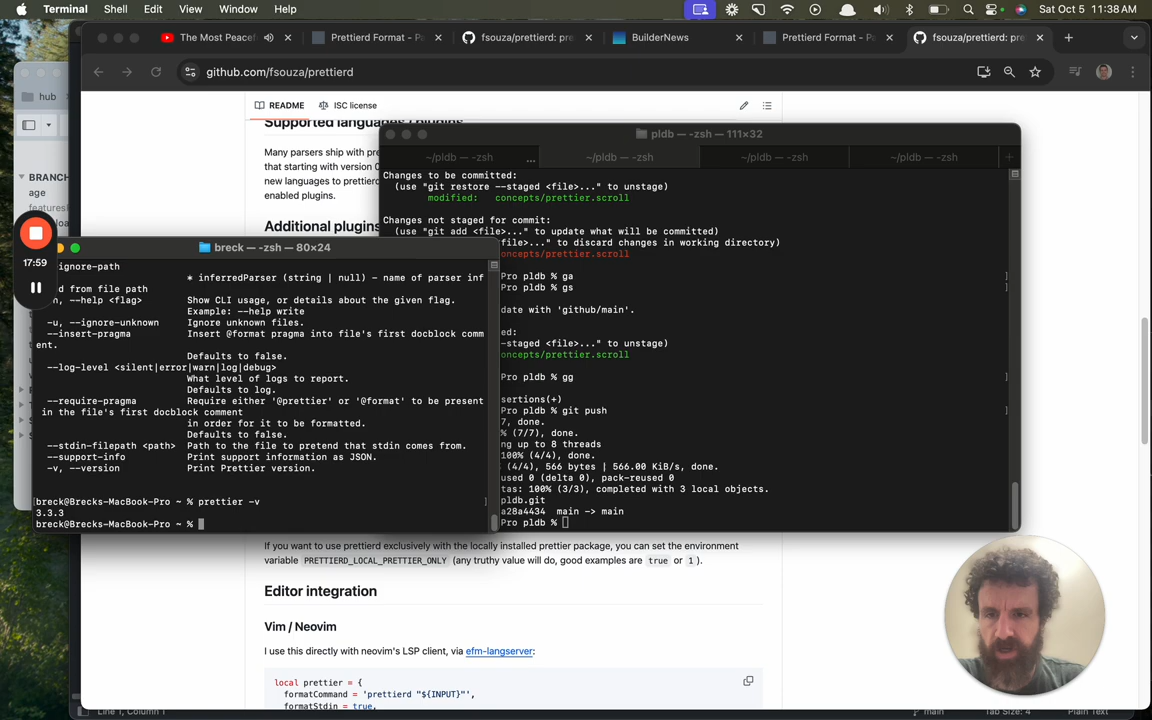 Terminal Shell Edit View Window Help
Sat Oct 5 11:38 AM
The Most Peacef
Prettierd Format - P
fsouza/prettierd: pre
BuilderNews
Prettierd Format - P
fsouza/prettierd: pre
hub
github.com/fsouza/prettierd
README
ISC license
Supported languages / plugins
Many parsers ship with pre
that starting with version 0
new languages to prettierd
enabled plugins.
Additional plugins
BRANCH
age
features
loa
17:59
pldb — -zsh — 111×32
~/pldb — -zsh ...
~/pldb — -zsh
~/pldb — -zsh
~/pldb — -zsh
Changes to be committed:
(use "git restore --staged <file>..." to unstage)
modified: concepts/prettier.scroll
Changes not staged for commit:
(use "git add <file>..." to update what will be committed)
<file>..." to discard changes in working directory)
oncepts/prettier.scroll
Pro pldb % ga
Pro pldb % gs
date with 'github/main'.
ed:
--staged <file>..." to unstage)
oncepts/prettier.scroll
Pro pldb % gg
sertions(+)
Pro pldb % git push
7, done.
% (7/7), done.
ng up to 8 threads
100% (4/4), done.
(4/4), 566 bytes | 566.00 KiB/s, done.
used 0 (delta 0), pack-reused 0
tas: 100% (3/3), completed with 3 local objects.
pldb.git
a28a4434 main -> main
Pro pldb %
breck — -zsh — 80×24
ignore-path
* inferredParser (string | null) - name of parser inf
d from file path
, --help <flag> Show CLI usage, or details about the given flag.
Example: --help write
-u, --ignore-unknown Ignore unknown files.
--insert-pragma Insert @format pragma into file's first docblock comm
ent.
Defaults to false.
--log-level <silent|error|warn|log|debug>
What level of logs to report.
Defaults to log.
--require-pragma Require either '@prettier' or '@format' to be present
in the file's first docblock comment
in order for it to be formatted.
Defaults to false.
--stdin-filepath <path> Path to the file to pretend that stdin comes from.
--support-info Print support information as JSON.
-v, --version Print Prettier version.
[breck@Brecks-MacBook-Pro ~ % prettier -v ]
3.3.3
breck@Brecks-MacBook-Pro ~ %
If you want to use prettierd exclusively with the locally installed prettier package, you can set the environment
variable PRETTIERD_LOCAL_PRETTIER_ONLY (any truthy value will do, good examples are true or 1 ).
Editor integration
Vim / Neovim
I use this directly with neovim's LSP client, via efm-langserver:
local prettier = {
formatCommand = 'prettierd "${INPUT}"',
formatStdin = true,
Line 1, Column 1
main
Tab Size: 4
Plain Text